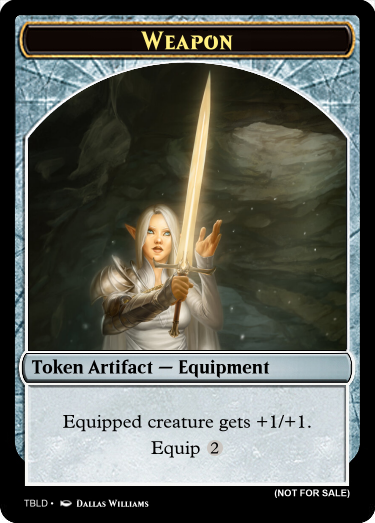 Weapon
Token Artifact — Equipment
Equipped creature gets +1/+1.
Equip 2
(NOT FOR SALE)
TBLD • Dallas Williams